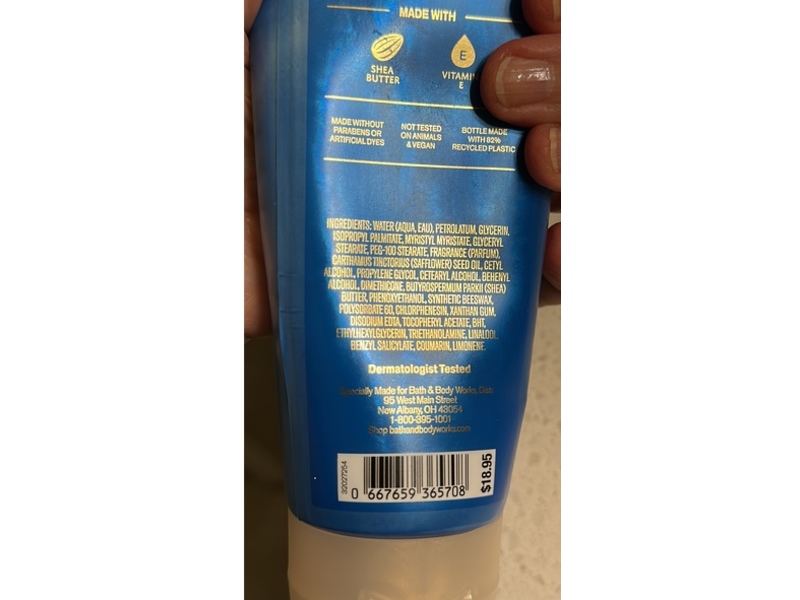 MADE WITH
SHEA
BUTTER
E
VITAMIN
E
MADE WITHOUT
PARABENS OR
ARTIFICIAL DYES
NOT TESTED
ON ANIMALS
& VEGAN
BOTTLE MADE
WITH 82%
RECYCLED PLASTIC
INGREDIENTS: WATER (AQUA, EAU), PETROLATUM, GLYCERIN,
ISOPROPYL PALMITATE, MYRISTYL MYRISTATE, GLYCERYL
STEARATE, PEG-100 STEARATE, FRAGRANCE (PARFUM),
CARTHAMUS TINCTORIUS (SAFFLOWER) SEED OIL, CETYL
ALCOHOL, PROPYLENE GLYCOL, CETEARYL ALCOHOL, BEHENYL
ALCOHOL, DIMETHICONE, BUTYROSPERMUM PARKII (SHEA)
BUTTER, PHENOXYETHANOL, SYNTHETIC BEESWAX,
POLYSORBATE 60, CHLORPHENESIN, XANTHAN GUM,
DISODIUM EDTA, TOCOPHERYL ACETATE, BHT,
ETHYLHEXYLGLYCERIN, TRIETHANOLAMINE, LINALOOL,
BENZYL SALICYLATE, COUMARIN, LIMONENE.
Dermatologist Tested
Specially Made for Bath & Body Works, Dist.
95 West Main Street
New Albany, OH 43054
1-800-395-1001
Shop bathandbodyworks.com
32027254
0 667659 365708
$18.95